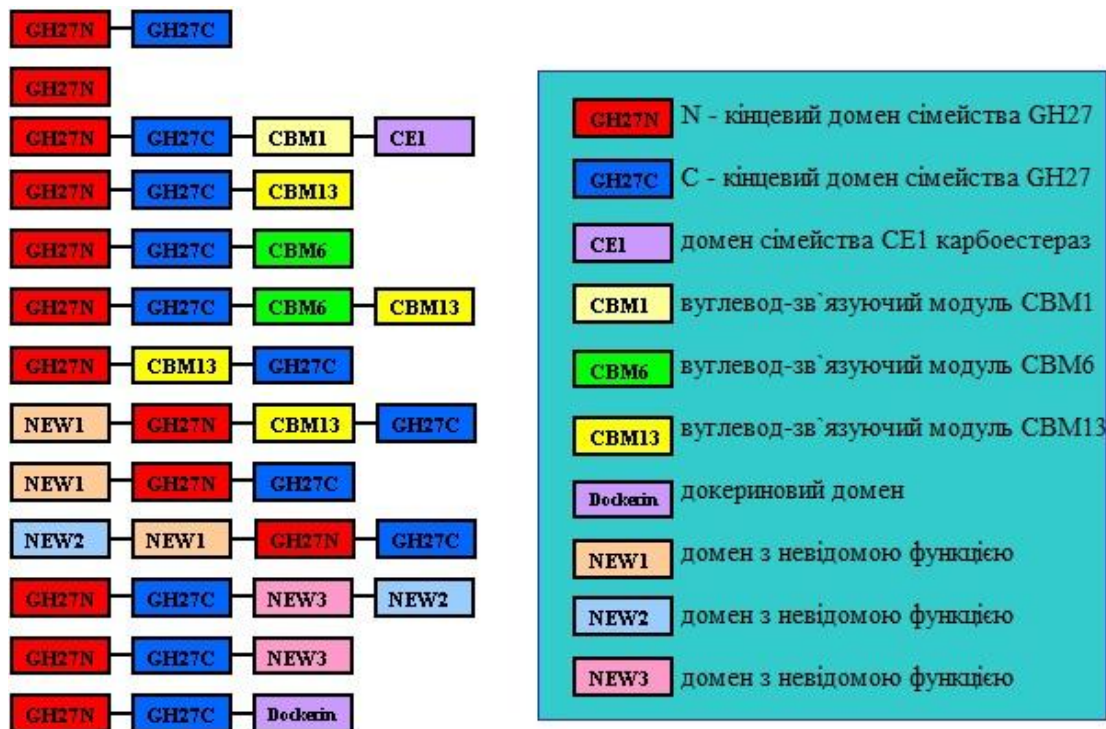 GH27N GH27C
GH27N
GH27N GH27C CBM1 CE1
GH27N GH27C CBM13
GH27N GH27C CBM6
GH27N GH27C CBM6 CBM13
GH27N CBM13 GH27C
NEW1 GH27N CBM13 GH27C
NEW1 GH27N GH27C
NEW2 NEW1 GH27N GH27C
GH27N GH27C NEW3 NEW2
GH27N GH27C NEW3
GH27N GH27C Dockerin
GH27N N - кінцевий домен сімейства GH27
GH27C C - кінцевий домен сімейства GH27
CE1 домен сімейства CE1 карбоестераз
CBM1 вуглевод-зв`язуючий модуль CBM1
CBM6 вуглевод-зв`язуючий модуль CBM6
CBM13 вуглевод-зв`язуючий модуль CBM13
Dockerin докериновий домен
NEW1 домен з невідомою функцією
NEW2 домен з невідомою функцією
NEW3 домен з невідомою функцією